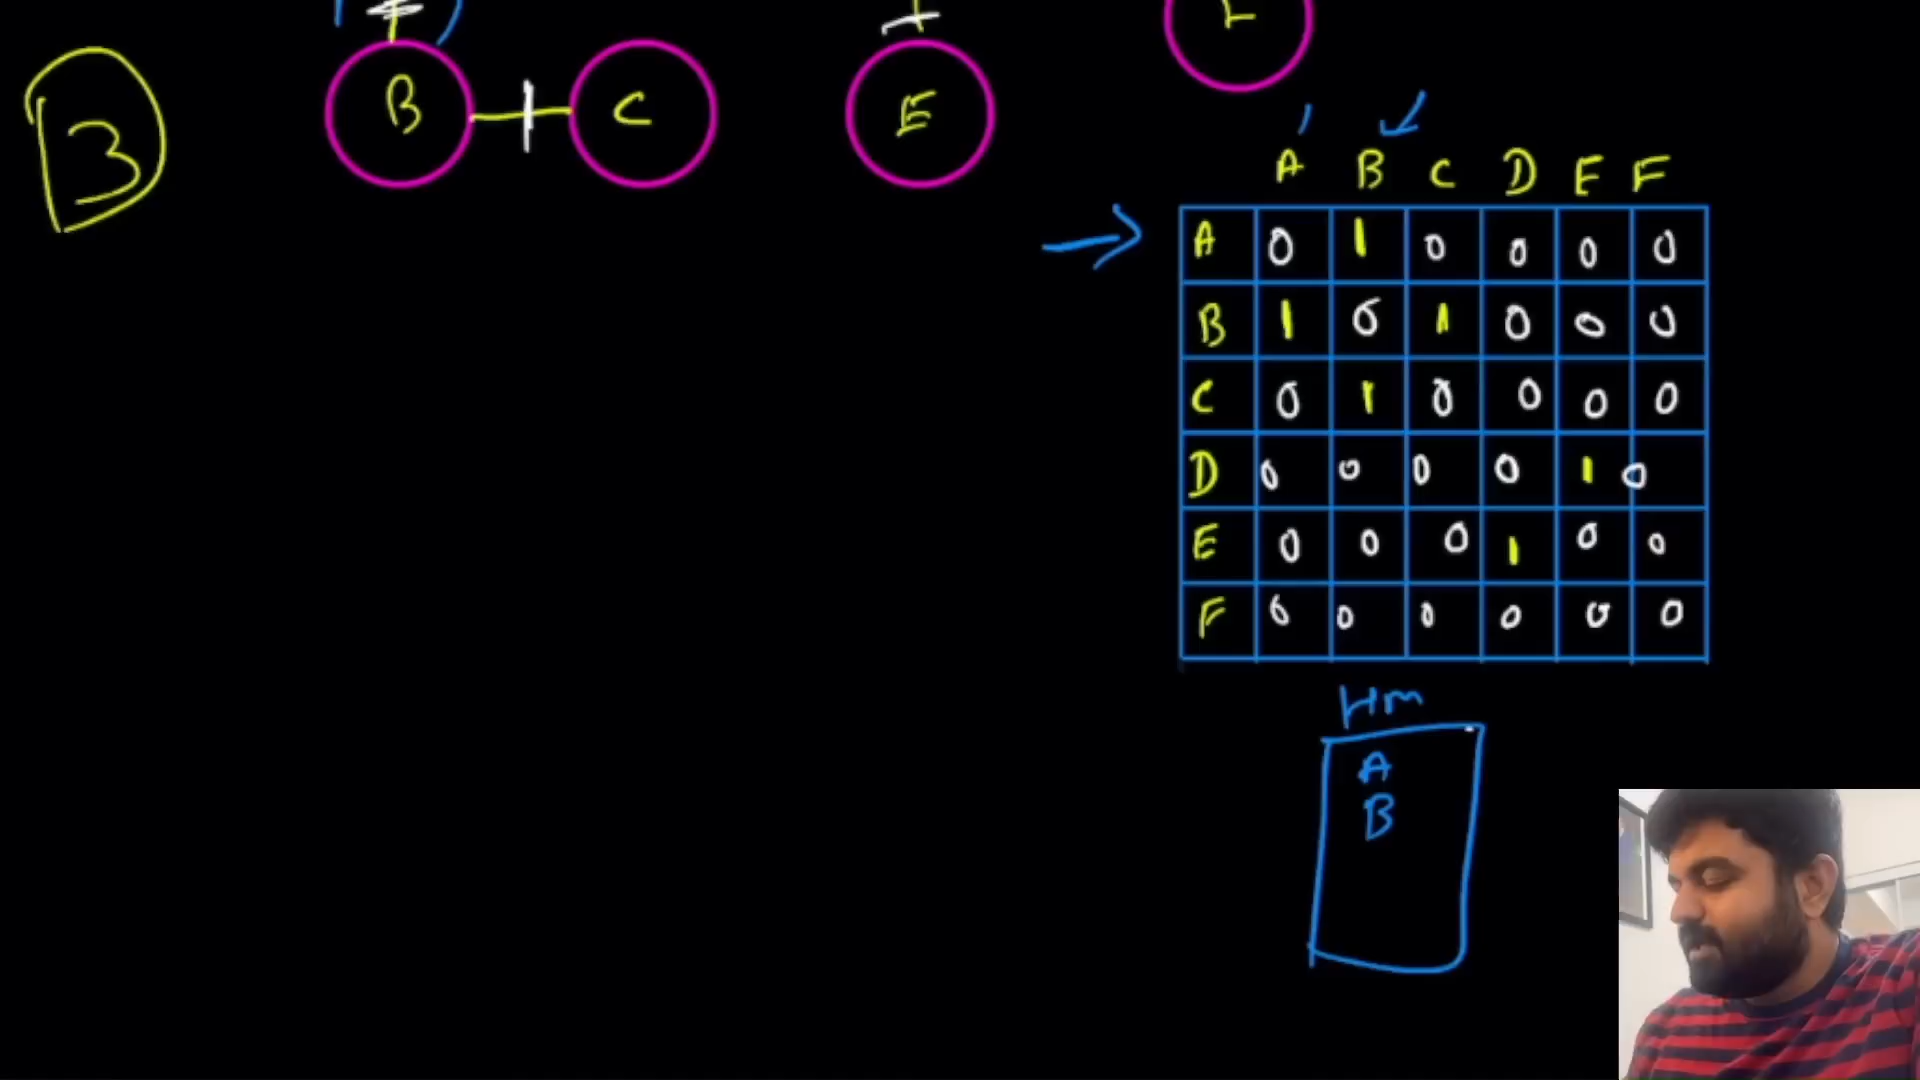 3
B C E F
A B C D E F
A 0 1 0 0 0 0
B 1 0 1 0 0 0
C 0 1 0 0 0 0
D 0 0 0 0 1 0
E 0 0 0 1 0 0
F 0 0 0 0 0 0
Hm
A
B